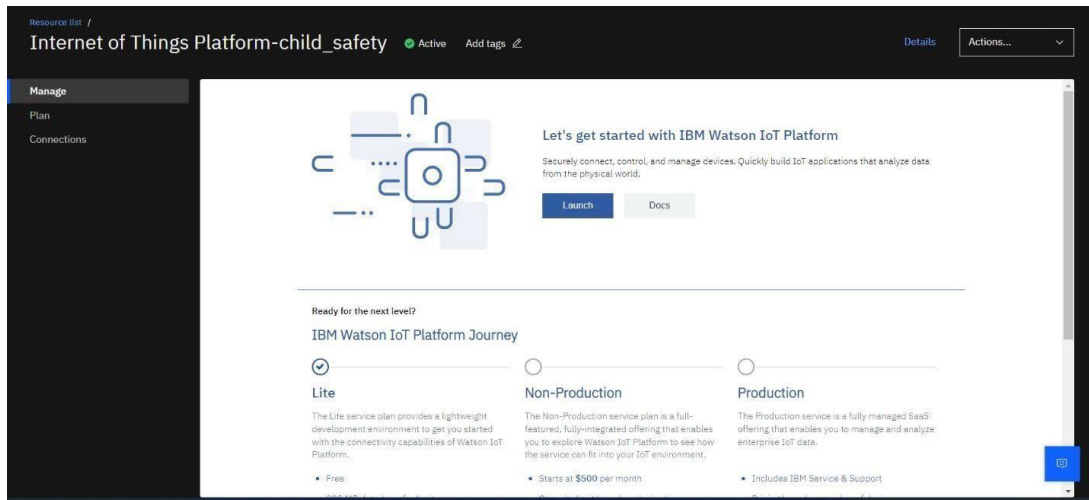 Resource list /
Internet of Things Platform-child_safety Active Add tags
Details
Actions...
Manage
Plan
Connections
Let's get started with IBM Watson IoT Platform
Securely connect, control, and manage devices. Quickly build IoT applications that analyze data
from the physical world.
Launch Docs
Ready for the next level?
IBM Watson IoT Platform Journey
Lite
The Lite service plan provides a lightweight
development environment to get you started
with the connectivity capabilities of Watson IoT
Platform.
• Free
Non-Production
The Non-Production service plan is a full-
featured, fully-integrated offering that enables
you to explore Watson IoT Platform to see how
the service can fit into your IoT environment.
• Starts at $500 per month
Production
The Production service is a fully managed SaaS
offering that enables you to manage and analyze
enterprise IoT data.
• Includes IBM Service & Support